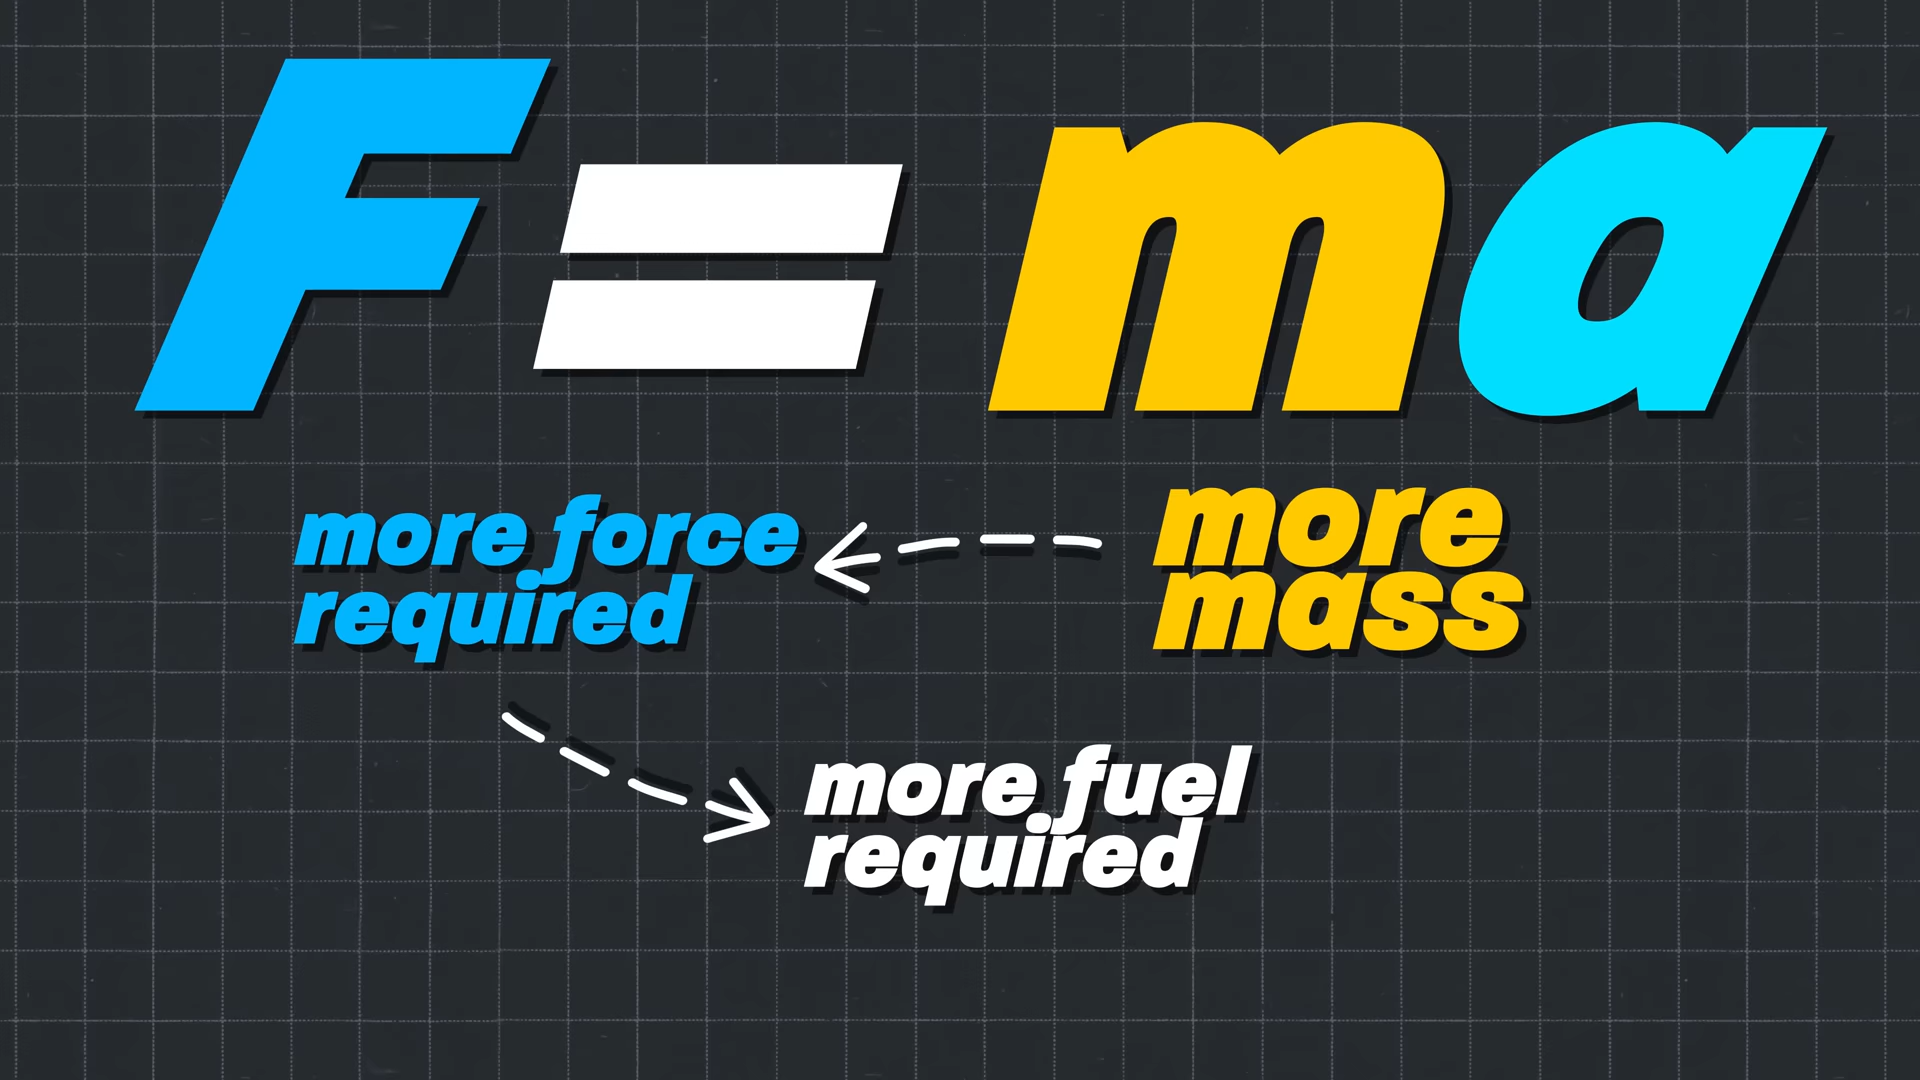 F = ma
more force
required
more
mass
more fuel
required